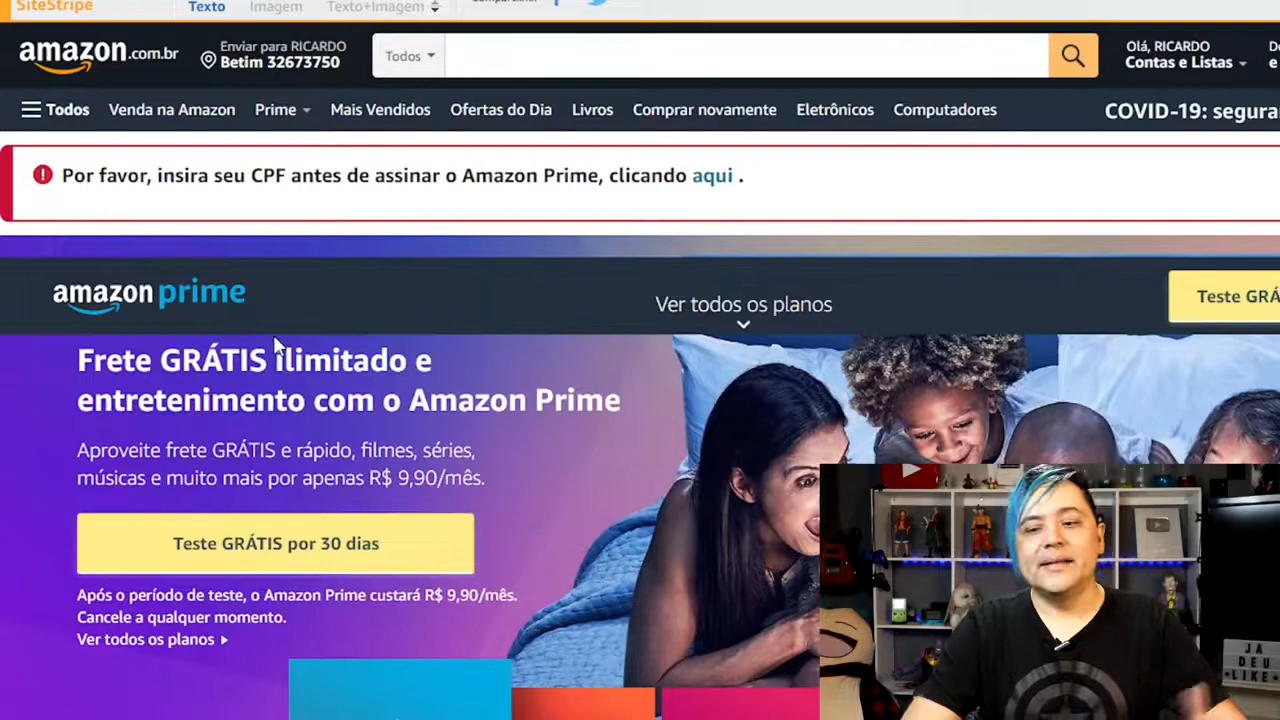 SiteStripe
Texto
Imagem
Texto+Imagem
amazon.com.br
Enviar para RICARDO
Betim 32673750
Todos
Olá, RICARDO
Contas e Listas
Todos
Venda na Amazon
Prime
Mais Vendidos
Ofertas do Dia
Livros
Comprar novamente
Eletrônicos
Computadores
COVID-19: segura
Por favor, insira seu CPF antes de assinar o Amazon Prime, clicando aqui .
amazon prime
Ver todos os planos
Teste GRÁ
Frete GRÁTIS ilimitado e
entretenimento com o Amazon Prime
Aproveite frete GRÁTIS e rápido, filmes, séries,
músicas e muito mais por apenas R$ 9,90/mês.
Teste GRÁTIS por 30 dias
Após o período de teste, o Amazon Prime custará R$ 9,90/mês.
Cancele a qualquer momento.
Ver todos os planos
JA
DEU
LIKE